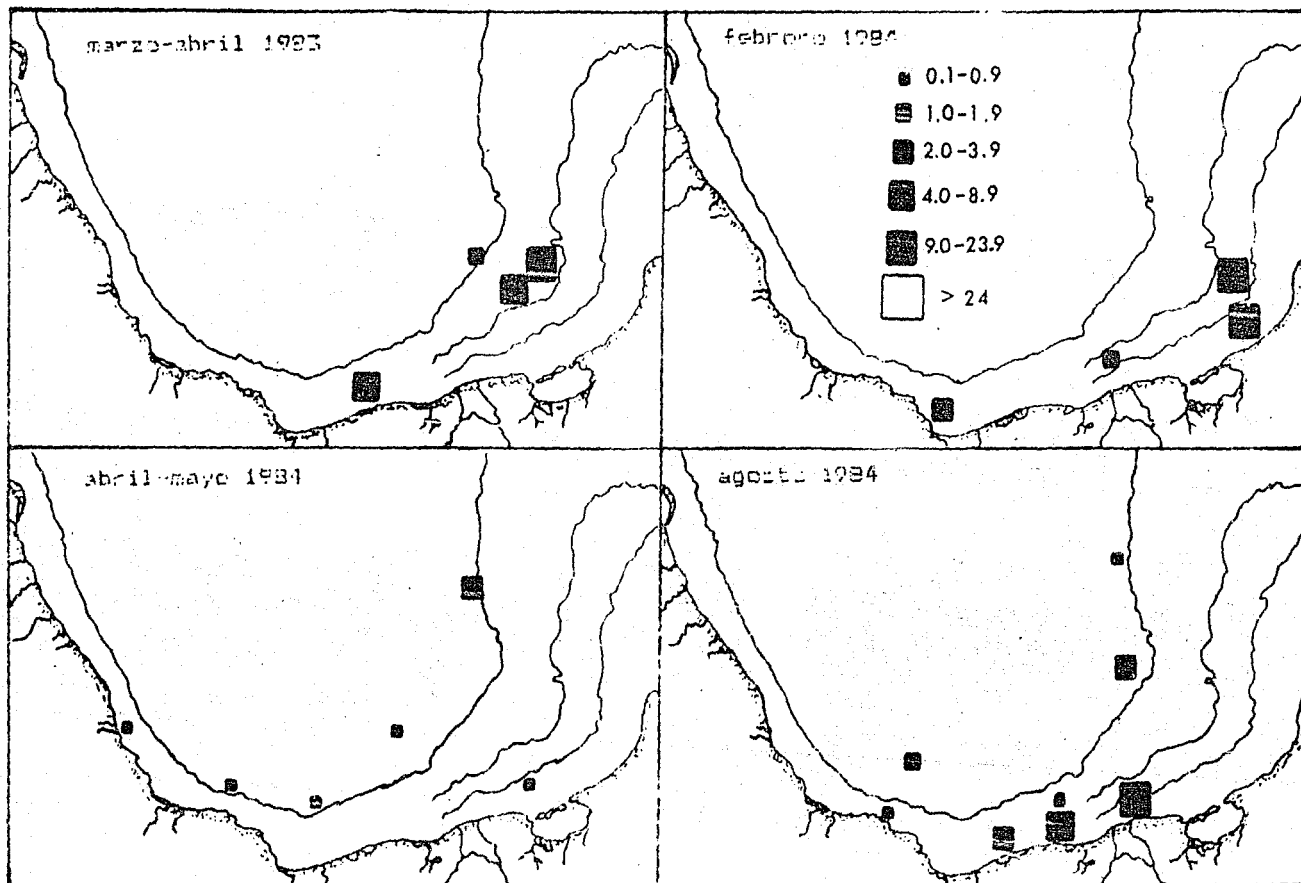 marzo-abril 1983
febrero 1984
0.1-0.9
1.0-1.9
2.0-3.9
4.0-8.9
9.0-23.9
> 24
abril-mayo 1984
agosto 1984